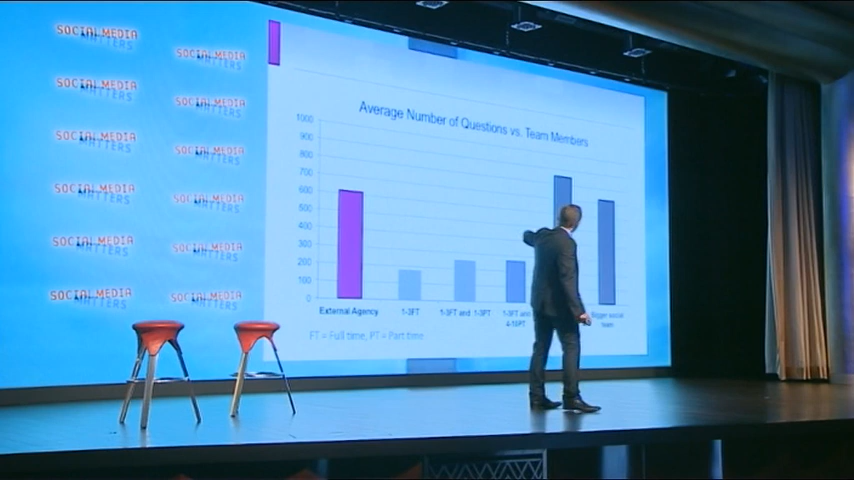 SOCIAL MEDIA
MATTERS
SOCIAL MEDIA
MATTERS
SOCIAL MEDIA
MATTERS
SOCIAL MEDIA
MATTERS
SOCIAL MEDIA
MATTERS
SOCIAL MEDIA
MATTERS
SOCIAL MEDIA
MATTERS
SOCIAL MEDIA
MATTERS
SOCIAL MEDIA
MATTERS
SOCIAL MEDIA
MATTERS
SOCIAL MEDIA
MATTERS
SOCIAL MEDIA
MATTERS
Average Number of Questions vs. Team Members
1000
900
800
700
600
500
400
300
200
100
0
External Agency
1-3FT
1-3FT and 1-3PT
1-3FT and
4-10PT
Bigger social
team
FT = Full time, PT = Part time